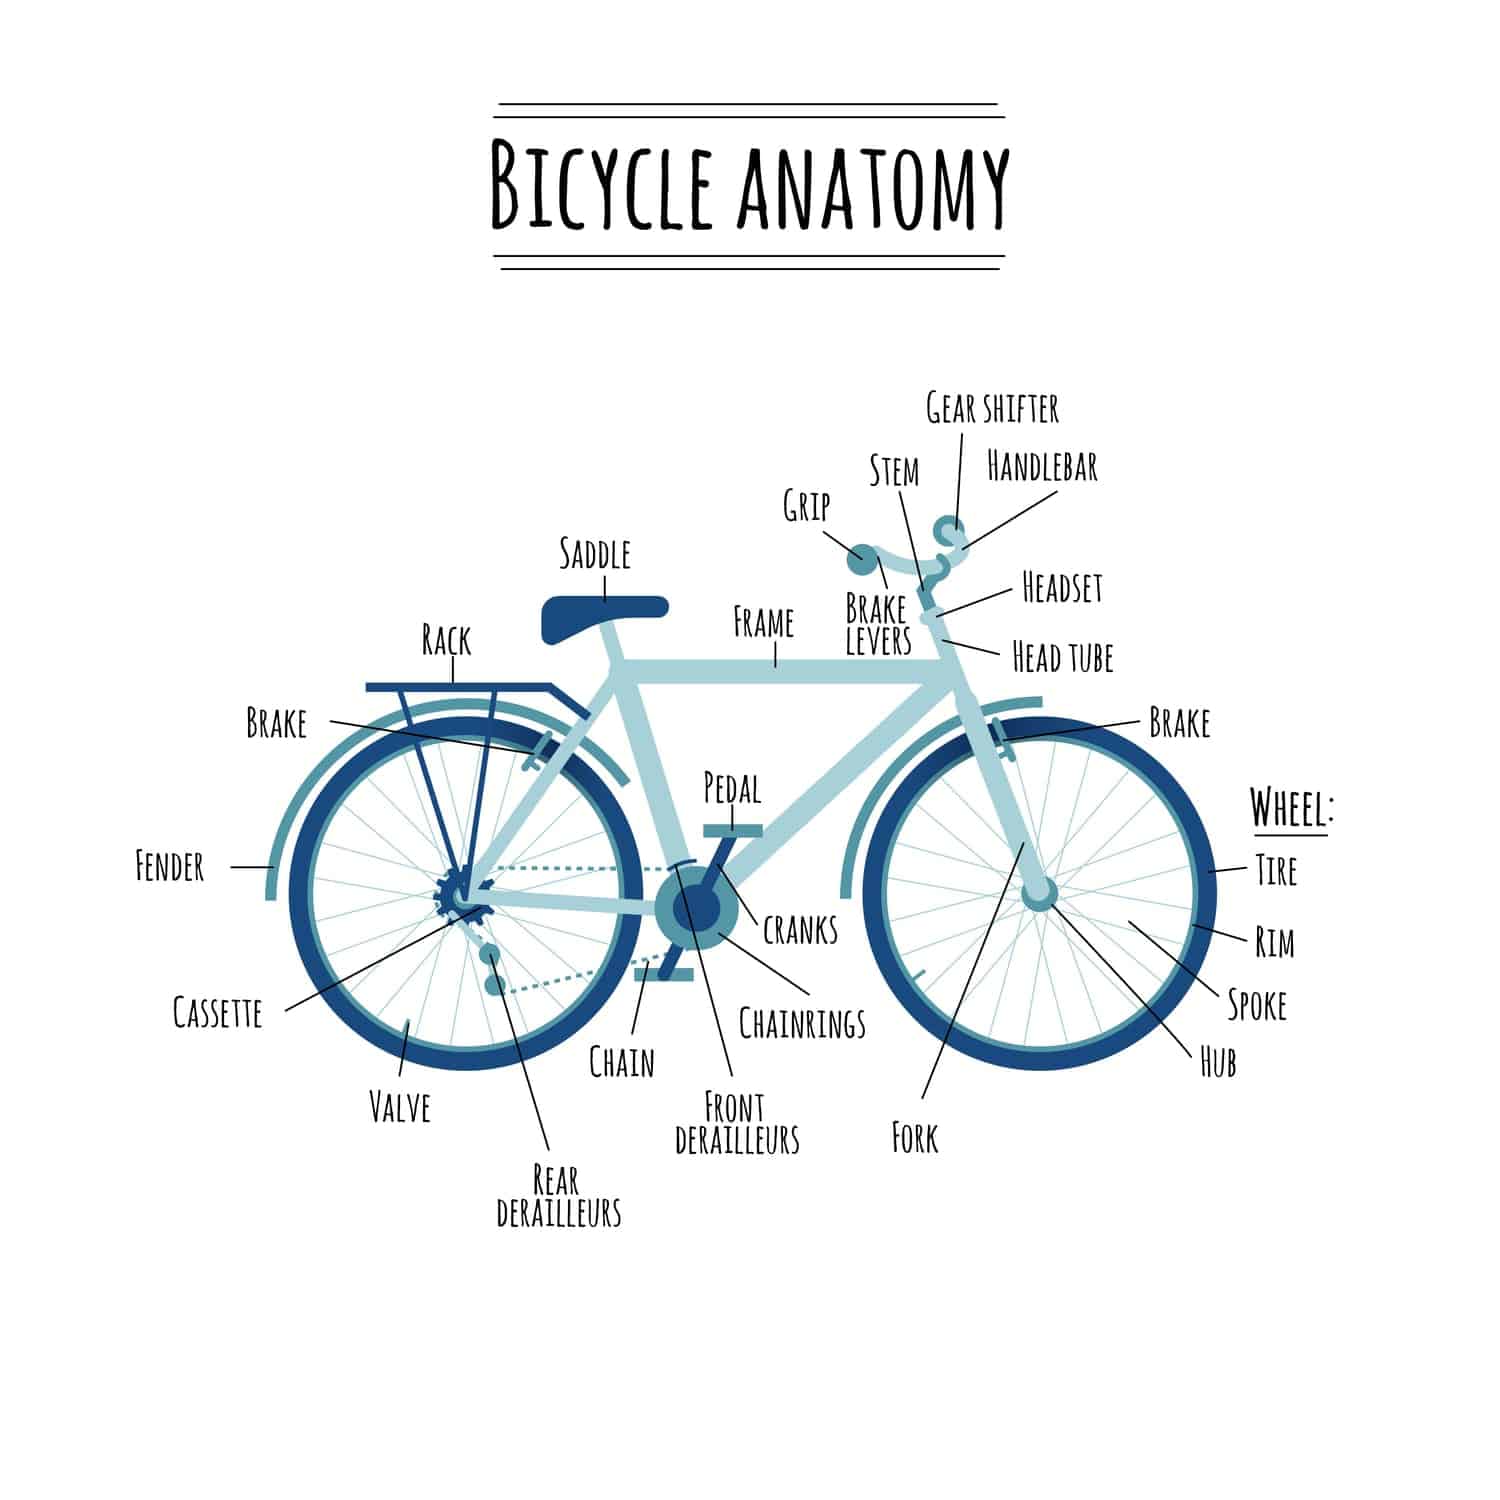 BICYCLE ANATOMY
GEAR SHIFTER
STEM
HANDLEBAR
GRIP
SADDLE
HEADSET
BRAKE
LEVERS
FRAME
RACK
HEAD TUBE
BRAKE
BRAKE
PEDAL
WHEEL:
FENDER
TIRE
CRANKS
RIM
CASSETTE
SPOKE
CHAINRINGS
CHAIN
HUB
VALVE
FRONT
DERAILLEURS
FORK
REAR
DERAILLEURS